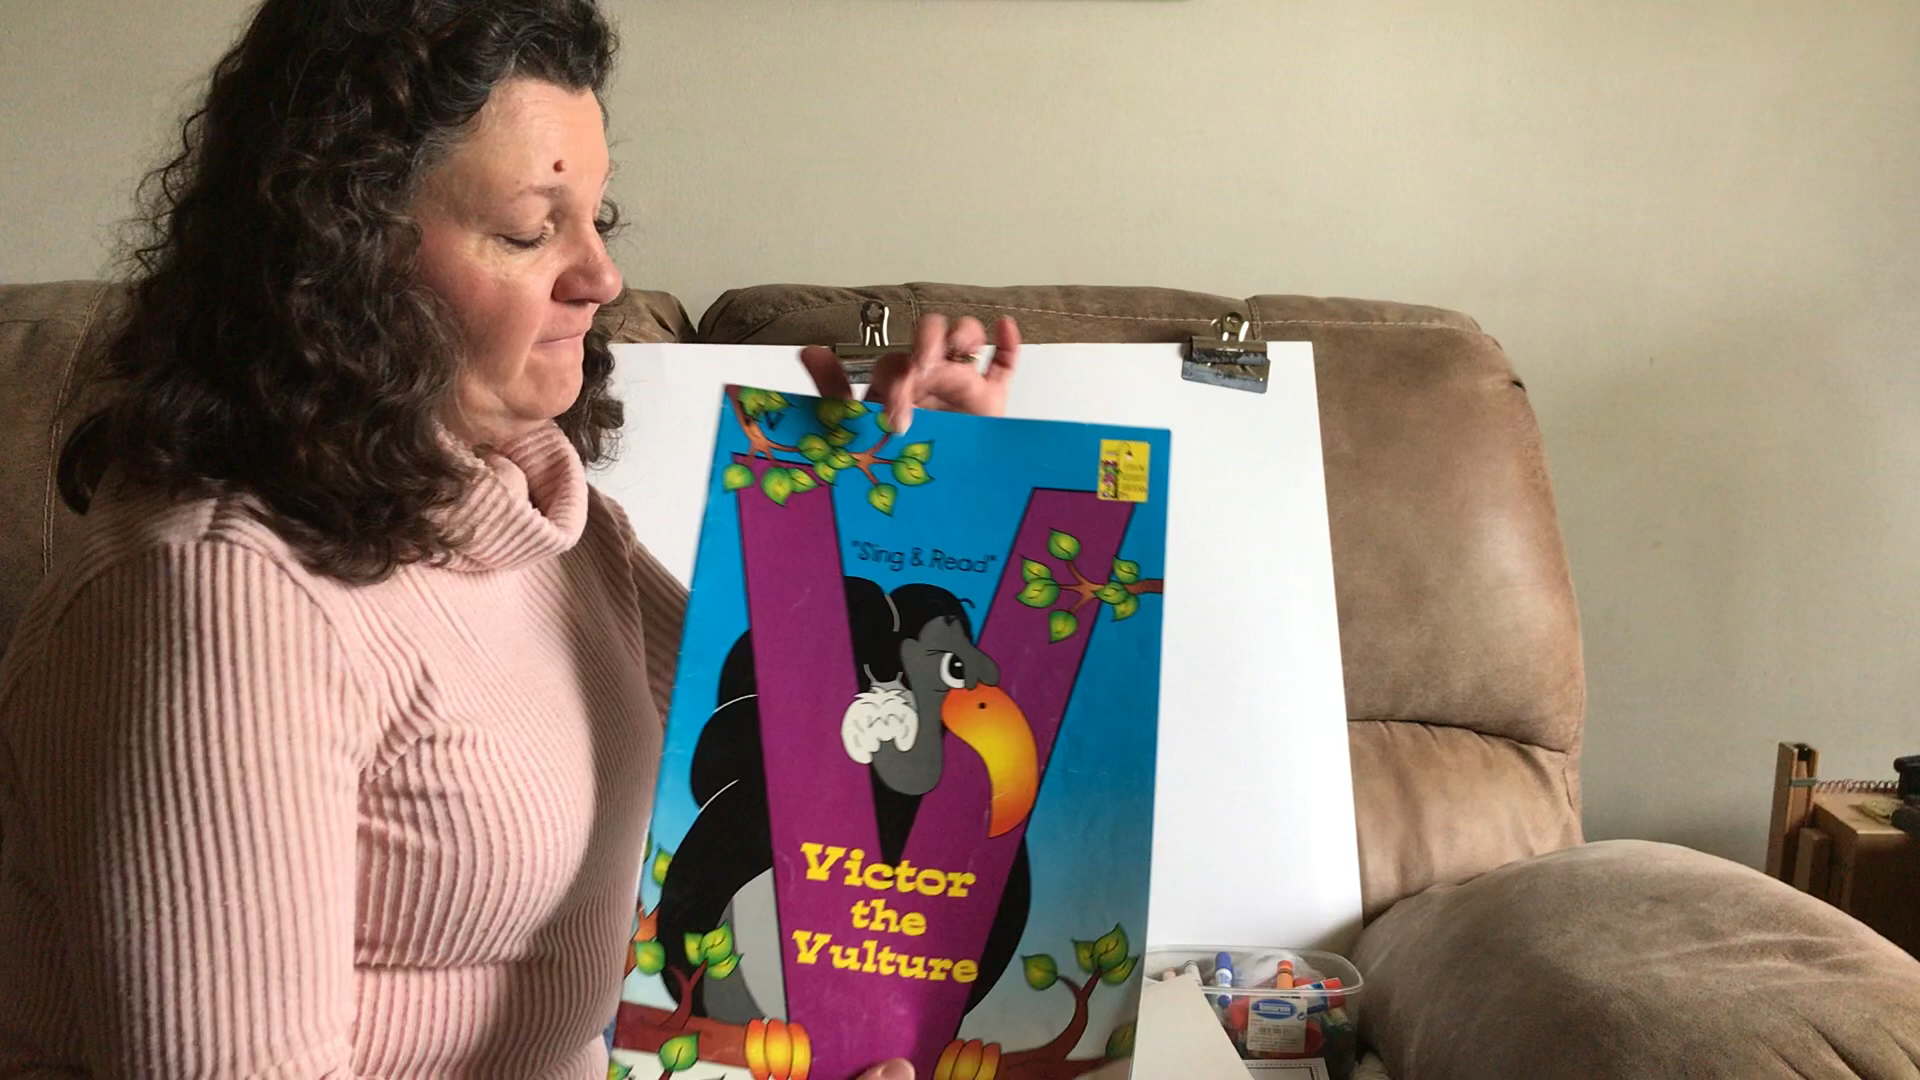 "Sing & Read"
Victor
the
Vulture